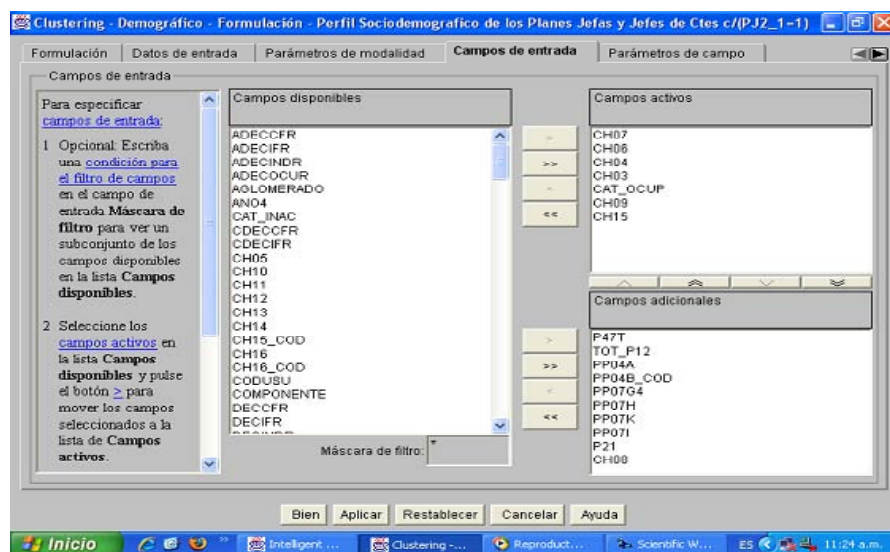 Clustering - Demográfico - Formulación - Perfil Sociodemografico de los Planes Jefas y Jefes de Ctes c/(PJ2_1-1)
Formulación
Datos de entrada
Parámetros de modalidad
Campos de entrada
Parámetros de campo
Campos de entrada
Para especificar
campos de entrada:
1 Opcional: Escriba
una condición para
el filtro de campos
en el campo de
entrada Máscara de
filtro para ver un
subconjunto de los
campos disponibles
en la lista Campos
disponibles.
2 Seleccione los
campos activos en
la lista Campos
disponibles y pulse
el botón > para
mover los campos
seleccionados a la
lista de Campos
activos.
Campos disponibles
ADECCFR
ADECIFR
ADECINDR
ADECOCUR
AGLOMERADO
ANO4
CAT_INAC
CDECCFR
CDECIFR
CH05
CH10
CH11
CH12
CH13
CH14
CH15_COD
CH16
CH16_COD
CODUSU
COMPONENTE
DECCFR
DECIFR
Máscara de filtro: *
>
>>
<
<<
Campos activos
CH07
CH06
CH04
CH03
CAT_OCUP
CH09
CH15
>
>>
<
<<
Campos adicionales
P47T
TOT_P12
PP04A
PP04B_COD
PP07G4
PP07H
PP07K
PP07I
P21
CH08
Bien
Aplicar
Restablecer
Cancelar
Ayuda
Inicio
»
Intelligent ...
Clustering -...
Reproduct...
Scientific W...
ES
11:24 a.m.